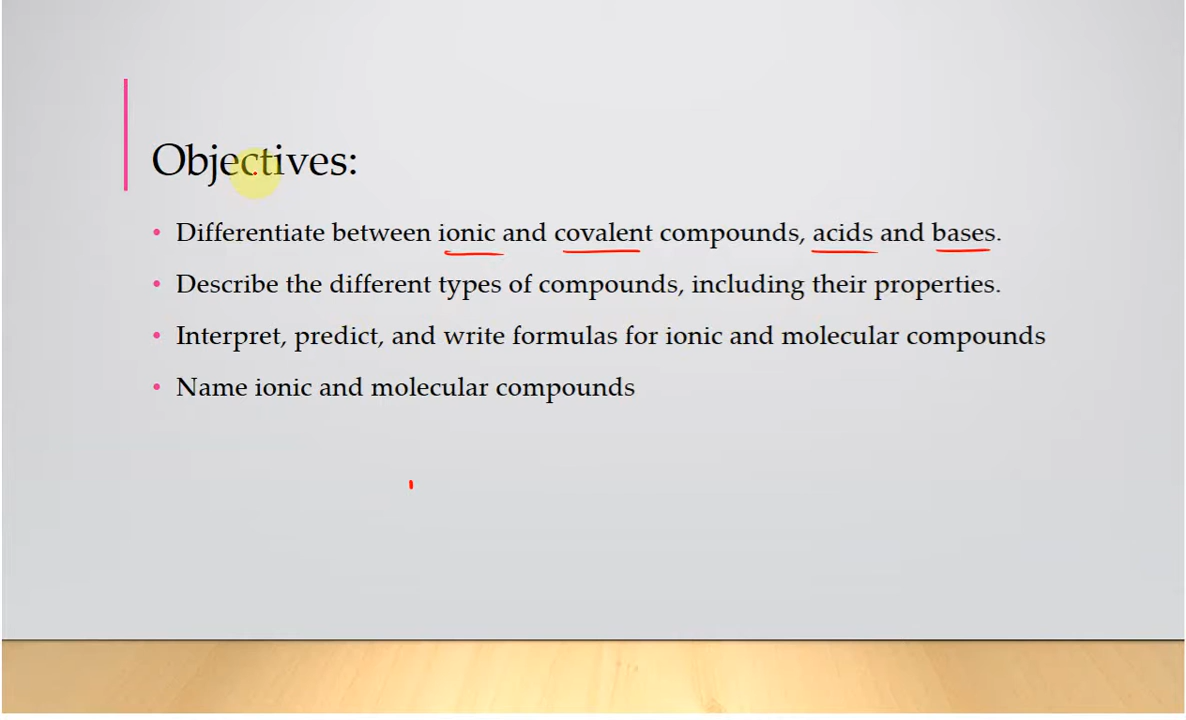 Objectives:
• Differentiate between ionic and covalent compounds, acids and bases.
• Describe the different types of compounds, including their properties.
• Interpret, predict, and write formulas for ionic and molecular compounds
• Name ionic and molecular compounds